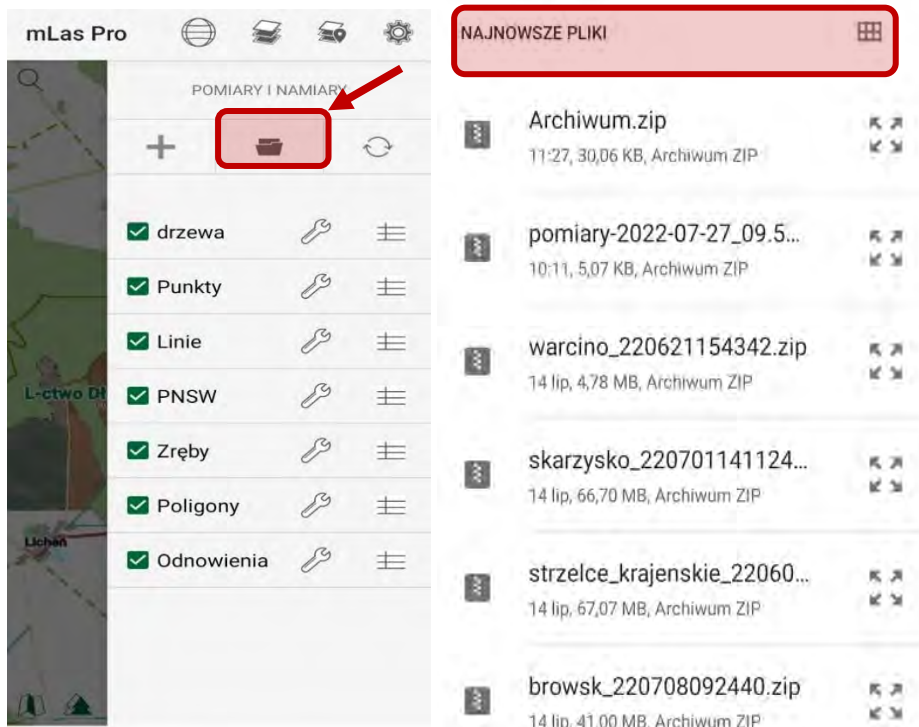 mLas Pro
POMIARY I NAMIARY
drzewa
Punkty
Linie
L-ctwo Dł
PNSW
Zręby
Poligony
Licheń
Odnowienia
NAJNOWSZE PLIKI
Archiwum.zip
11:27, 30,06 KB, Archiwum ZIP
pomiary-2022-07-27_09.5...
10:11, 5,07 KB, Archiwum ZIP
warcino_220621154342.zip
14 lip, 4,78 MB, Archiwum ZIP
skarzysko_220701141124...
14 lip, 66,70 MB, Archiwum ZIP
strzelce_krajenskie_22060...
14 lip, 67,07 MB, Archiwum ZIP
browsk_220708092440.zip
14 lip, 41,00 MB, Archiwum ZIP